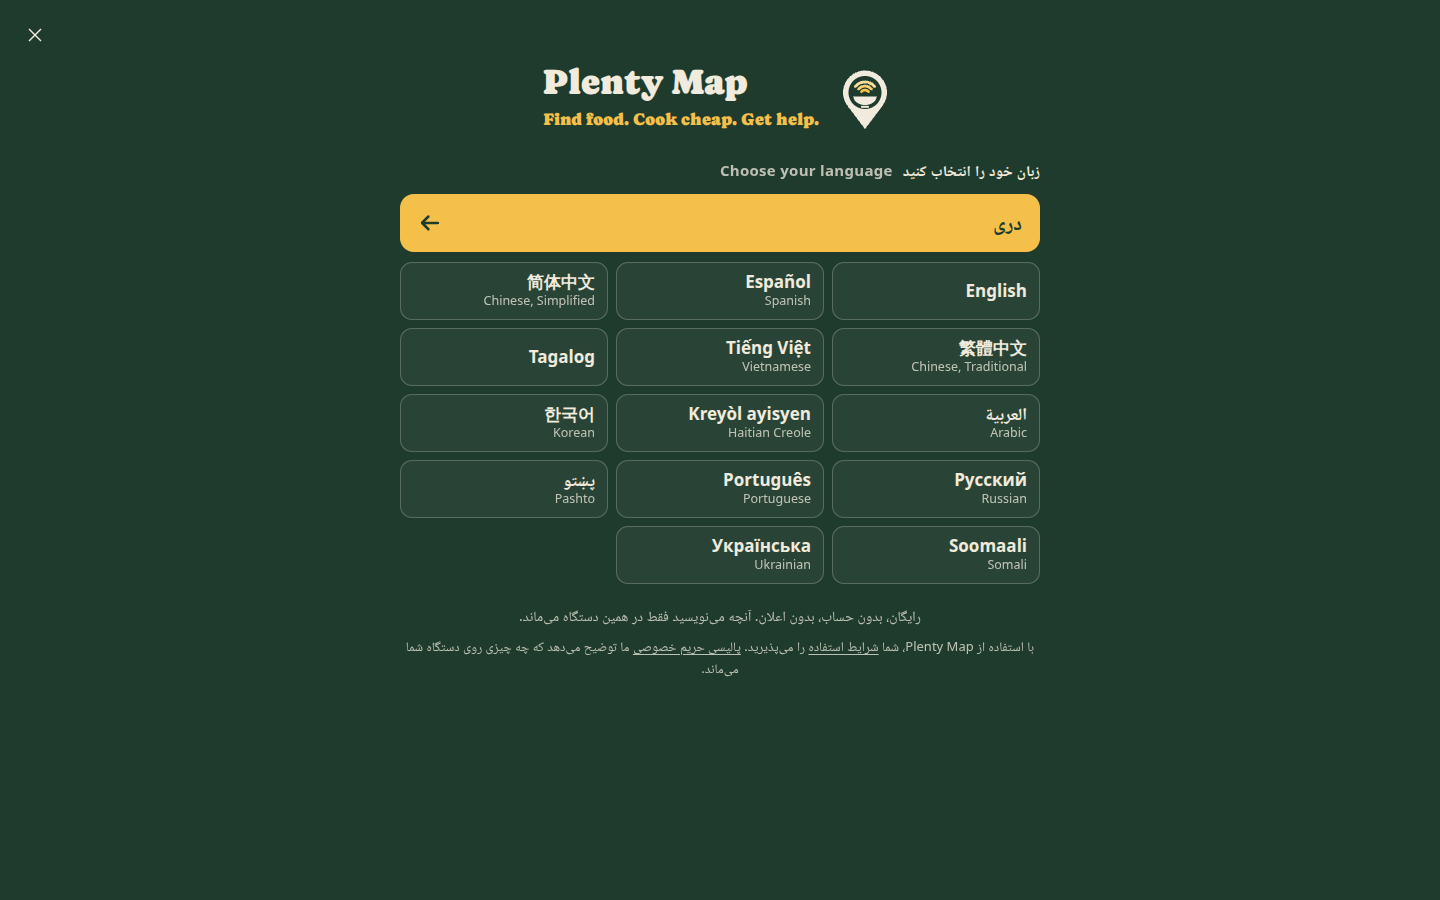 Plenty Map
Find food. Cook cheap. Get help.
زبان خود را انتخاب کنید Choose your language
دری
English
Español
Spanish
简体中文
Chinese, Simplified
繁體中文
Chinese, Traditional
Tiếng Việt
Vietnamese
Tagalog
العربية
Arabic
Kreyòl ayisyen
Haitian Creole
한국어
Korean
Русский
Russian
Português
Portuguese
پښتو
Pashto
Soomaali
Somali
Українська
Ukrainian
رایگان، بدون حساب، بدون اعلان. آنچه می‌نویسید فقط در همین دستگاه می‌ماند.
با استفاده از Plenty Map، شما شرایط استفاده را می‌پذیرید. پالیسی حریم خصوصی ما توضیح می‌دهد که چه چیزی روی دستگاه شما
می‌ماند.